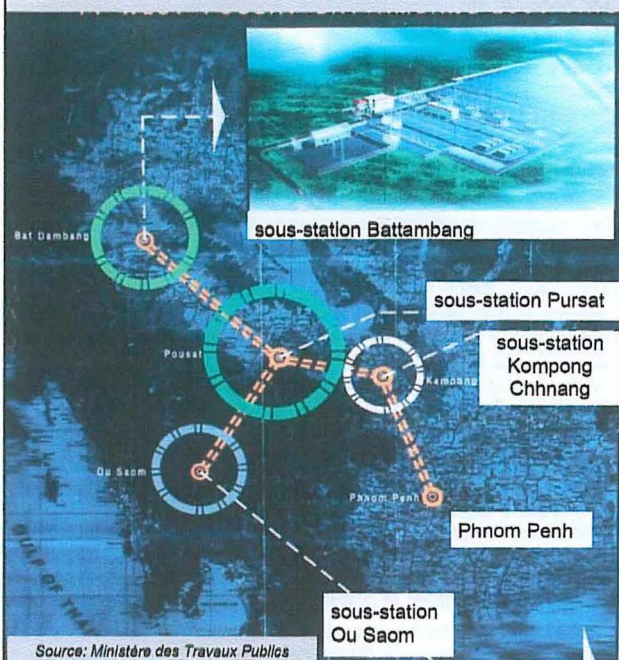 sous-station Battambang
Bat Dambang
sous-station Pursat
Pousat
sous-station
Kompong
Chhnang
Kampong
Ou Saom
Phnom Penh
Phnom Penh
GULF OF
sous-station
Ou Saom
Source: Ministère des Travaux Publics